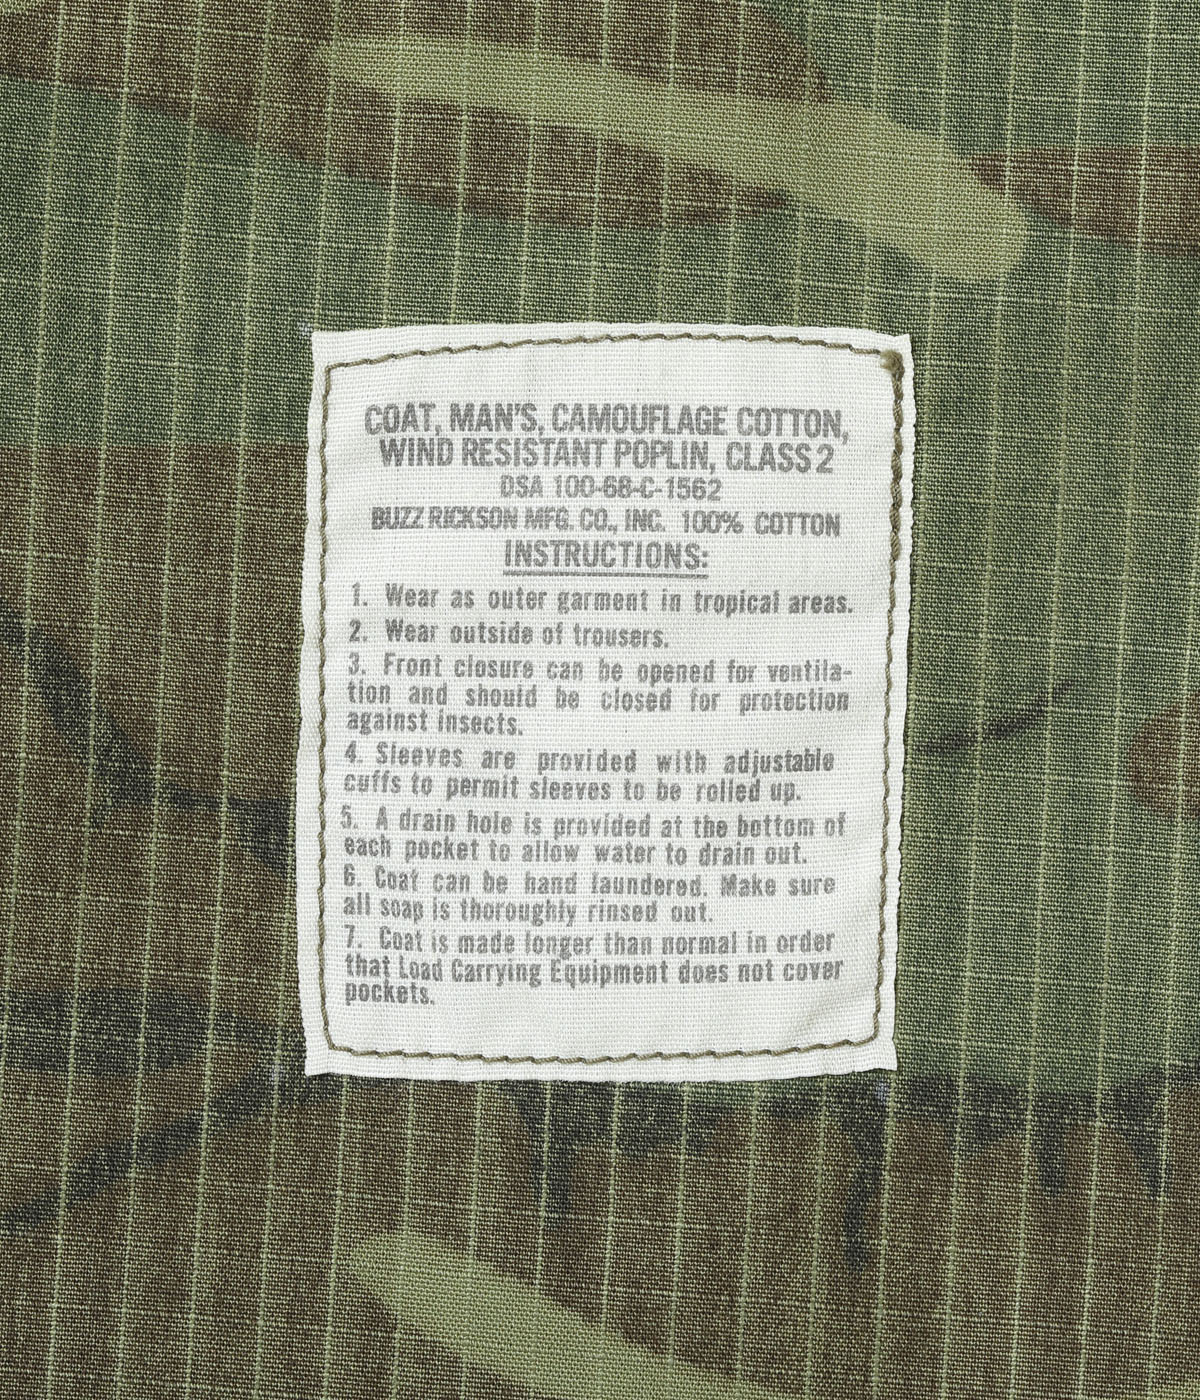 COAT, MAN'S, CAMOUFLAGE COTTON,
WIND RESISTANT POPLIN, CLASS 2
DSA 100-68-C-1562
BUZZ RICKSON MFG. CO., INC. 100% COTTON
INSTRUCTIONS:
1. Wear as outer garment in tropical areas.
2. Wear outside of trousers.
3. Front closure can be opened for ventila-
tion and should be closed for protection
against insects.
4. Sleeves are provided with adjustable
cuffs to permit sleeves to be rolled up.
5. A drain hole is provided at the bottom of
each pocket to allow water to drain out.
6. Coat can be hand laundered. Make sure
all soap is thoroughly rinsed out.
7. Coat is made longer than normal in order
that Load Carrying Equipment does not cover
pockets.